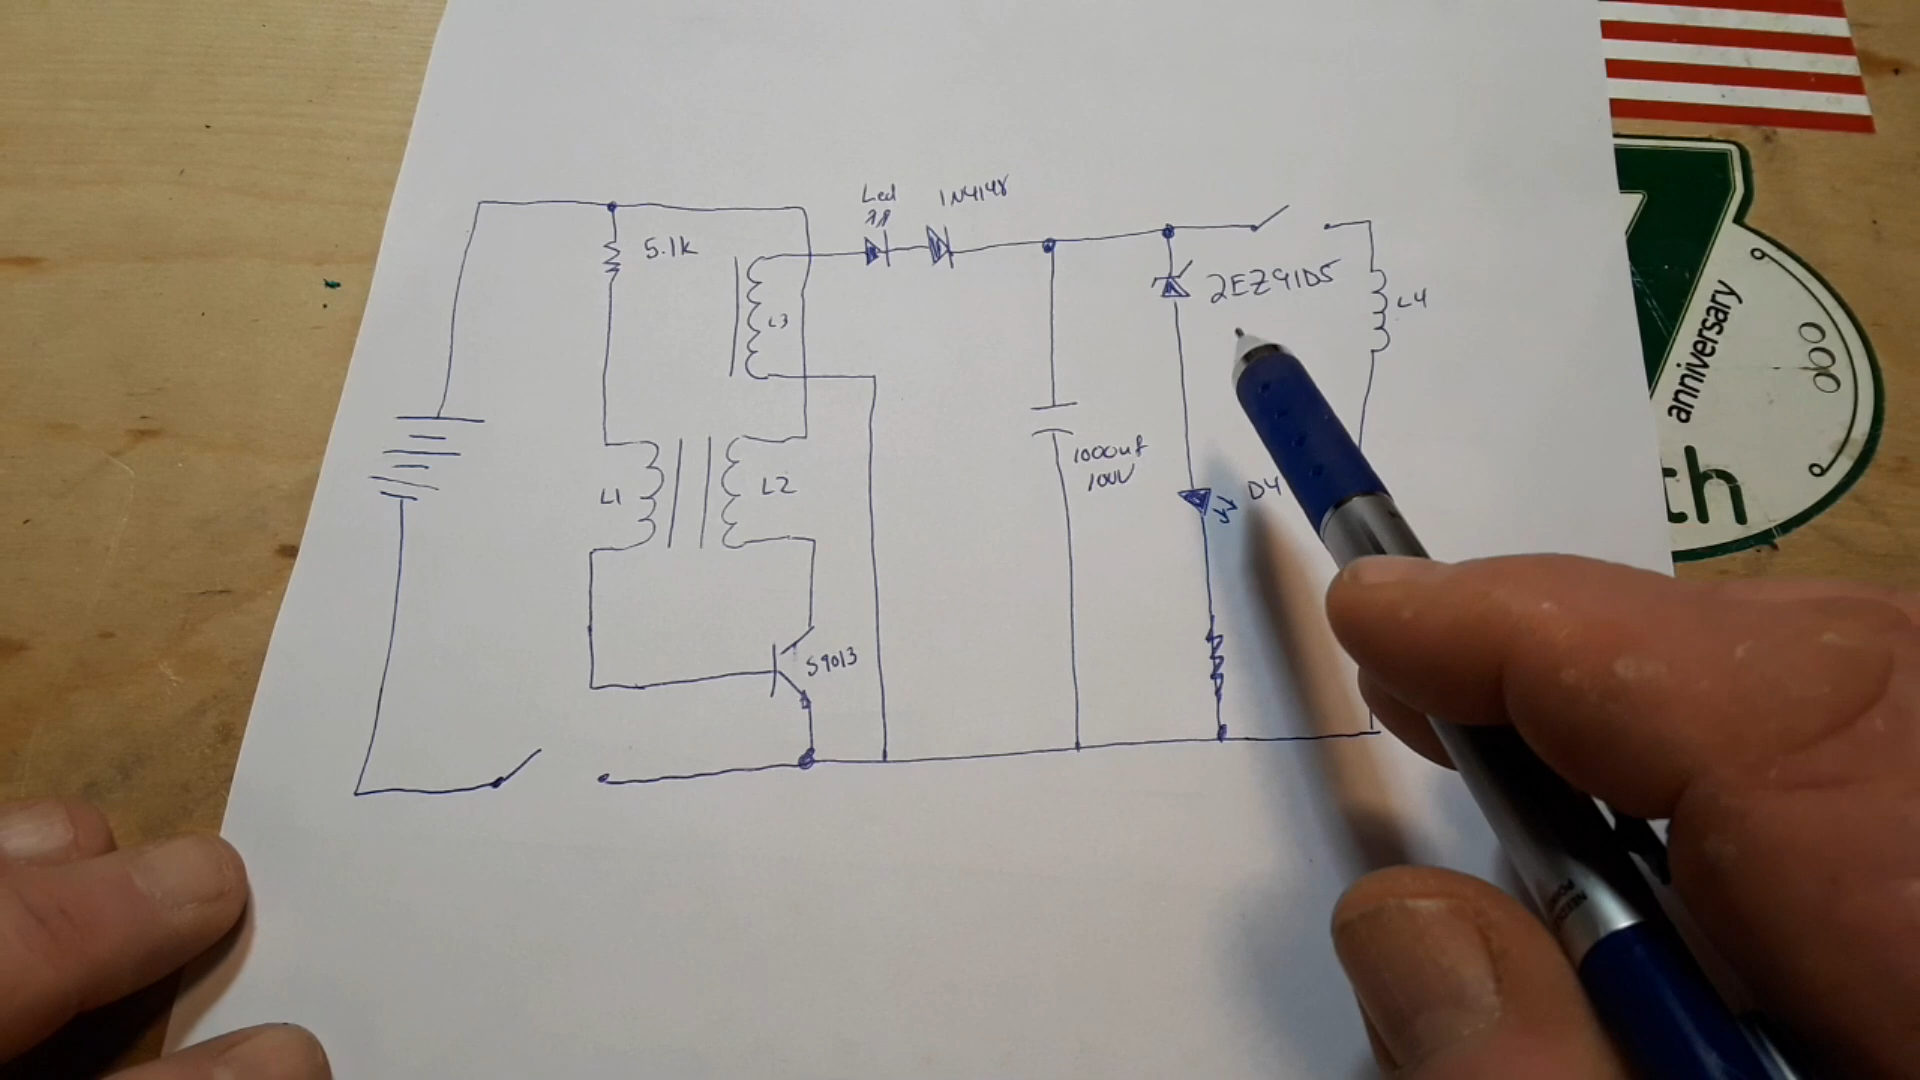 Led
1N4148
5.1k
2EZ91D5
L3
L4
1000uf
100V
L1
L2
D4
S9013
anniversary
th